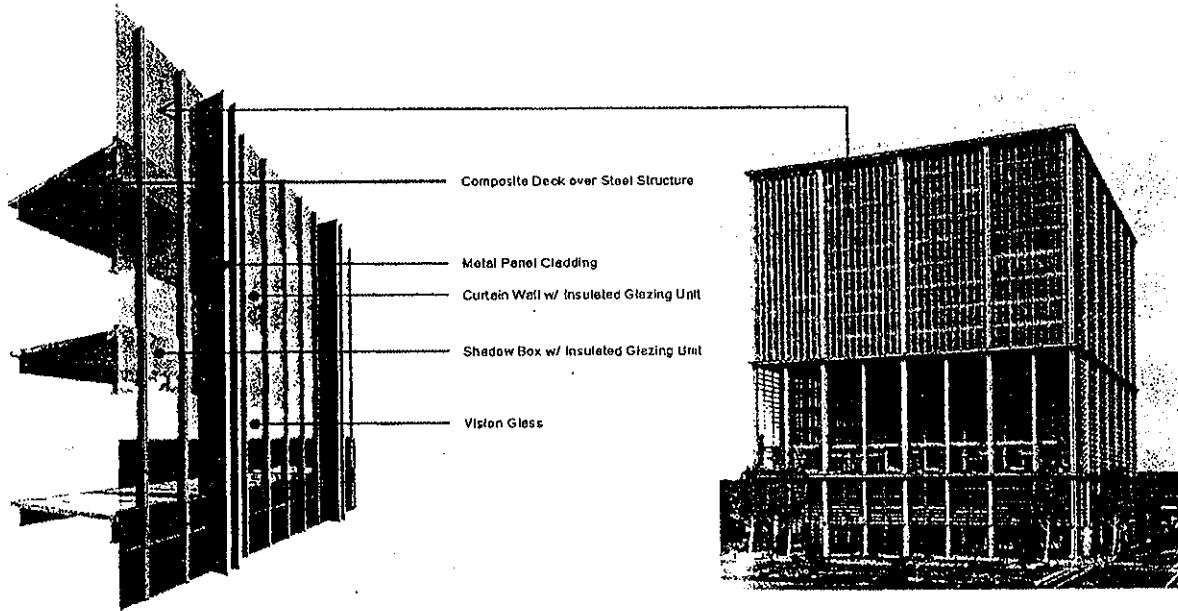 Composite Deck over Steel Structure
Metal Panel Cladding
Curtain Wall w/ Insulated Glazing Unit
Shadow Box w/ Insulated Glazing Unit
Vision Glass